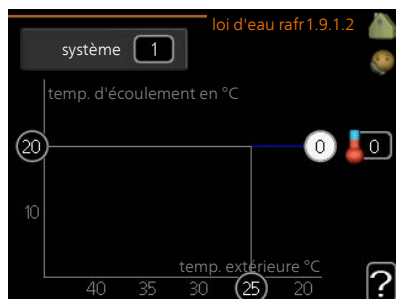 loi d'eau rafr 1.9.1.2
système 1
temp. d'écoulement en °C
20 0 0
10
temp. extérieure °C
40 35 30 25 20
?